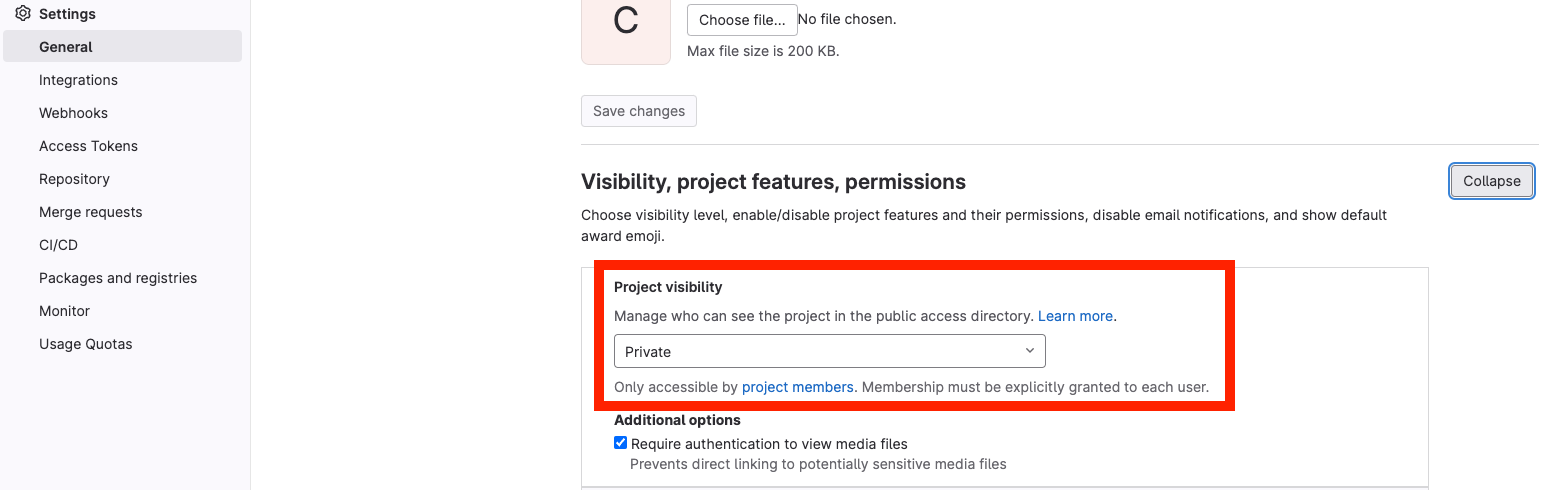 Settings
General
Integrations
Webhooks
Access Tokens
Repository
Merge requests
CI/CD
Packages and registries
Monitor
Usage Quotas
C
Choose file... No file chosen.
Max file size is 200 KB.
Save changes
Visibility, project features, permissions
Collapse
Choose visibility level, enable/disable project features and their permissions, disable email notifications, and show default
award emoji.
Project visibility
Manage who can see the project in the public access directory. Learn more.
Private
Only accessible by project members. Membership must be explicitly granted to each user.
Additional options
Require authentication to view media files
Prevents direct linking to potentially sensitive media files